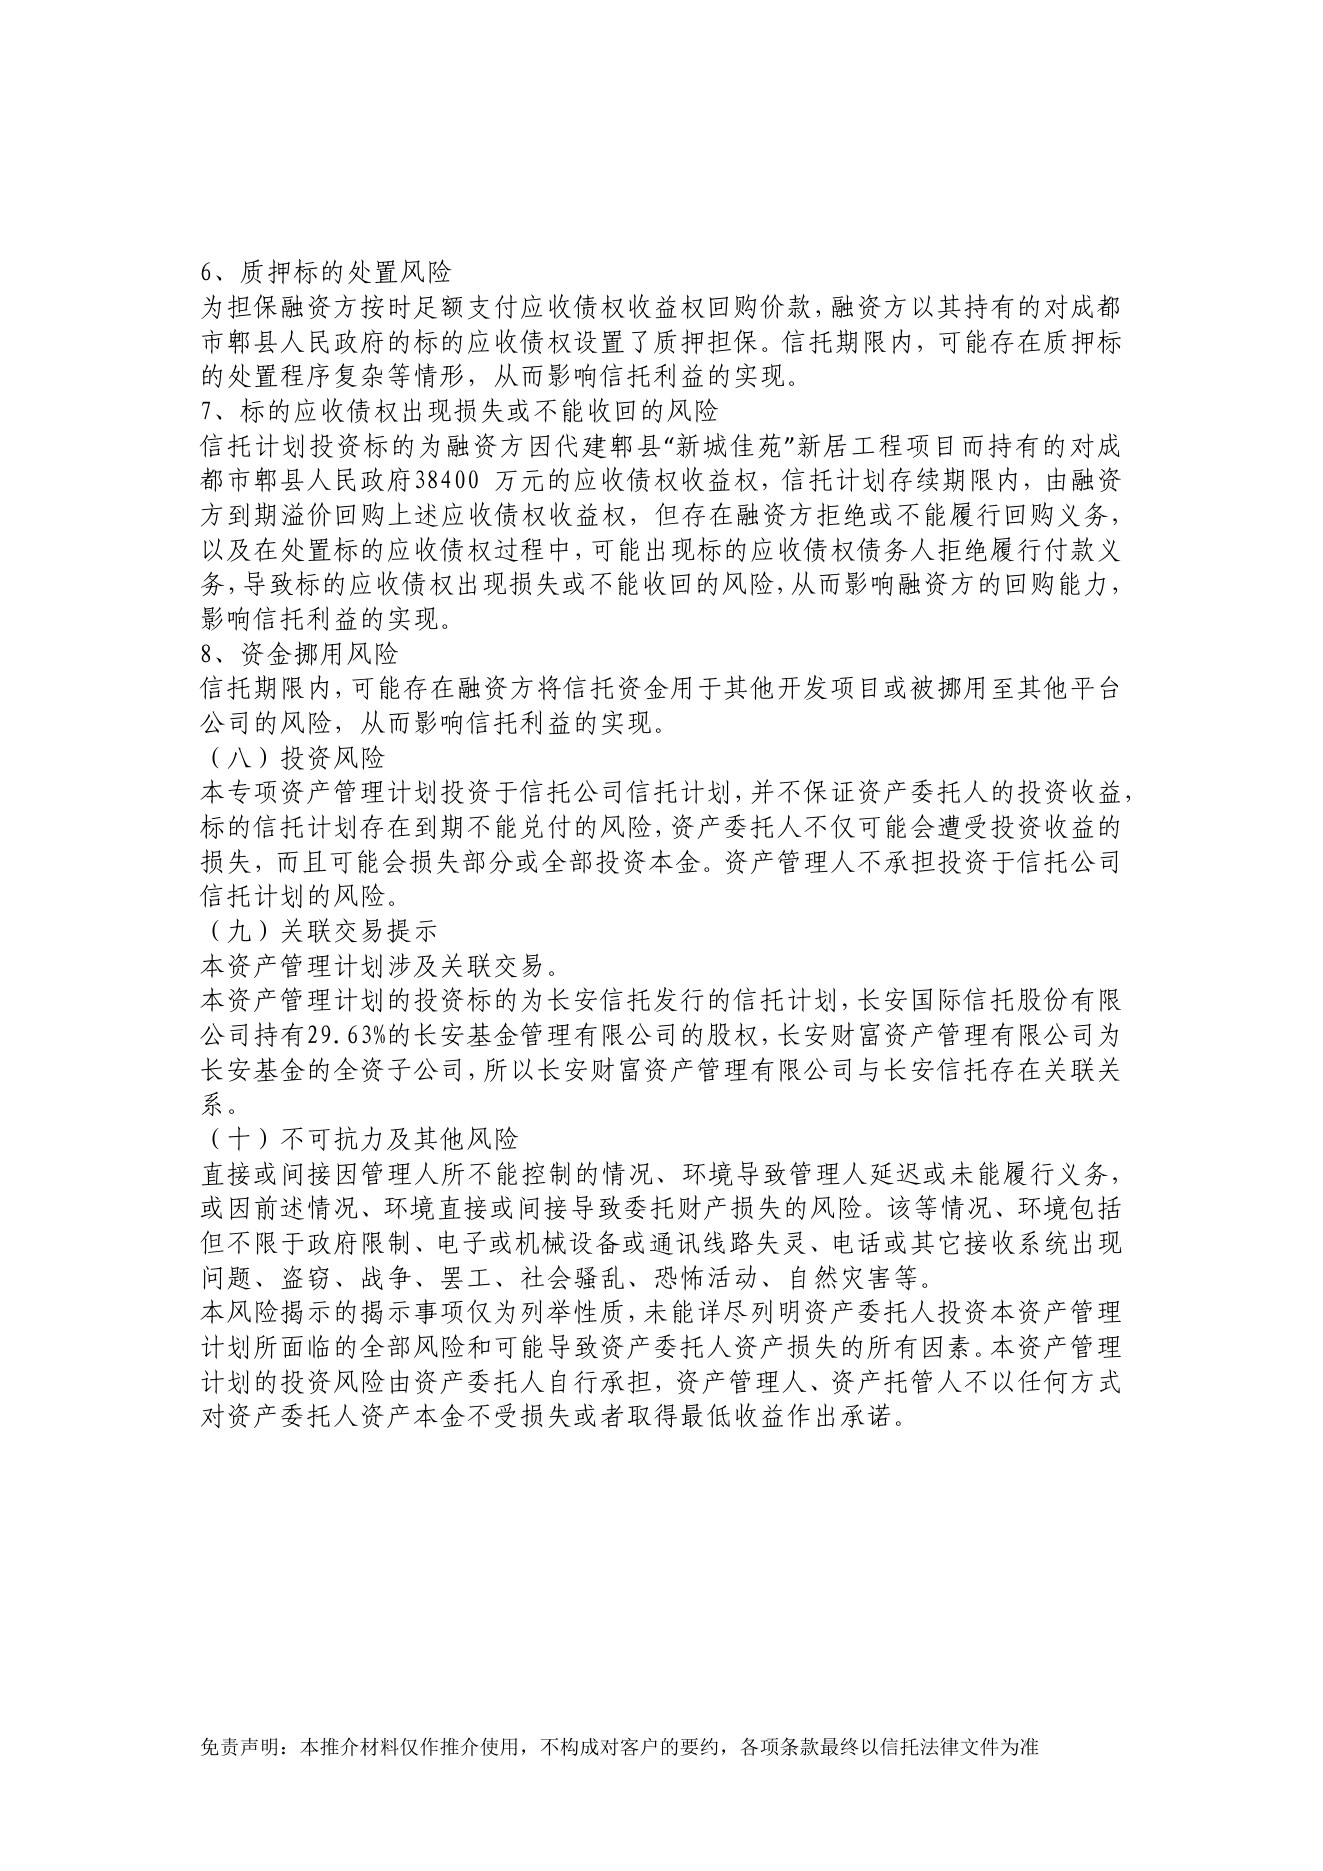 6、质押标的处置风险
为担保融资方按时足额支付应收债权收益权回购价款，融资方以其持有的对成都
市郫县人民政府的标的应收债权设置了质押担保。信托期限内，可能存在质押标
的处置程序复杂等情形，从而影响信托利益的实现。
7、标的应收债权出现损失或不能收回的风险
信托计划投资标的为融资方因代建郫县“新城佳苑”新居工程项目而持有的对成
都市郫县人民政府38400 万元的应收债权收益权，信托计划存续期限内，由融资
方到期溢价回购上述应收债权收益权，但存在融资方拒绝或不能履行回购义务，
以及在处置标的应收债权过程中，可能出现标的应收债权债务人拒绝履行付款义
务，导致标的应收债权出现损失或不能收回的风险，从而影响融资方的回购能力，
影响信托利益的实现。
8、资金挪用风险
信托期限内，可能存在融资方将信托资金用于其他开发项目或被挪用至其他平台
公司的风险，从而影响信托利益的实现。
（八）投资风险
本专项资产管理计划投资于信托公司信托计划，并不保证资产委托人的投资收益，
标的信托计划存在到期不能兑付的风险，资产委托人不仅可能会遭受投资收益的
损失，而且可能会损失部分或全部投资本金。资产管理人不承担投资于信托公司
信托计划的风险。
（九）关联交易提示
本资产管理计划涉及关联交易。
本资产管理计划的投资标的为长安信托发行的信托计划，长安国际信托股份有限
公司持有29.63%的长安基金管理有限公司的股权，长安财富资产管理有限公司为
长安基金的全资子公司，所以长安财富资产管理有限公司与长安信托存在关联关
系。
（十）不可抗力及其他风险
直接或间接因管理人所不能控制的情况、环境导致管理人延迟或未能履行义务，
或因前述情况、环境直接或间接导致委托财产损失的风险。该等情况、环境包括
但不限于政府限制、电子或机械设备或通讯线路失灵、电话或其它接收系统出现
问题、盗窃、战争、罢工、社会骚乱、恐怖活动、自然灾害等。
本风险揭示的揭示事项仅为列举性质，未能详尽列明资产委托人投资本资产管理
计划所面临的全部风险和可能导致资产委托人资产损失的所有因素。本资产管理
计划的投资风险由资产委托人自行承担，资产管理人、资产托管人不以任何方式
对资产委托人资产本金不受损失或者取得最低收益作出承诺。
免责声明：本推介材料仅作推介使用，不构成对客户的要约，各项条款最终以信托法律文件为准